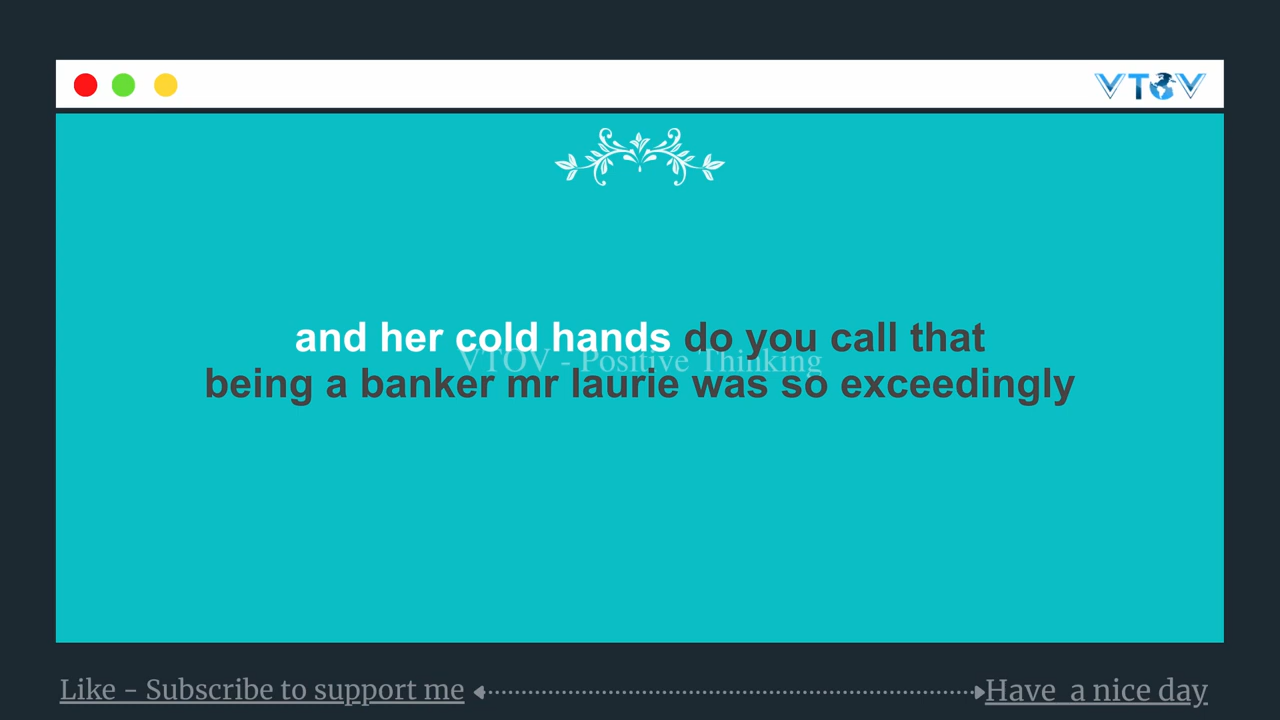 VTOV
and her cold hands do you call that
VTOV - Positive Thinking
being a banker mr laurie was so exceedingly
Like - Subscribe to support me
Have a nice day